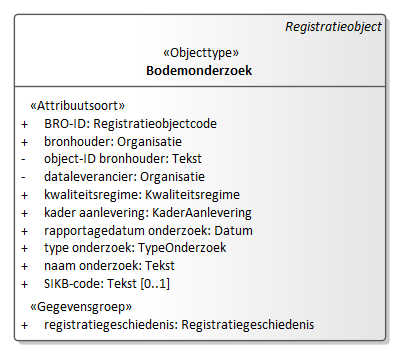 Registratieobject
«Objecttype»
Bodemonderzoek
«Attribuutsoort»
+ BRO-ID: Registratieobjectcode
+ bronhouder: Organisatie
- object-ID bronhouder: Tekst
- dataleverancier: Organisatie
+ kwaliteitsregime: Kwaliteitsregime
+ kader aanlevering: KaderAanlevering
+ rapportagedatum onderzoek: Datum
+ type onderzoek: TypeOnderzoek
+ naam onderzoek: Tekst
+ SIKB-code: Tekst [0..1]
«Gegevensgroep»
+ registratiegeschiedenis: Registratiegeschiedenis